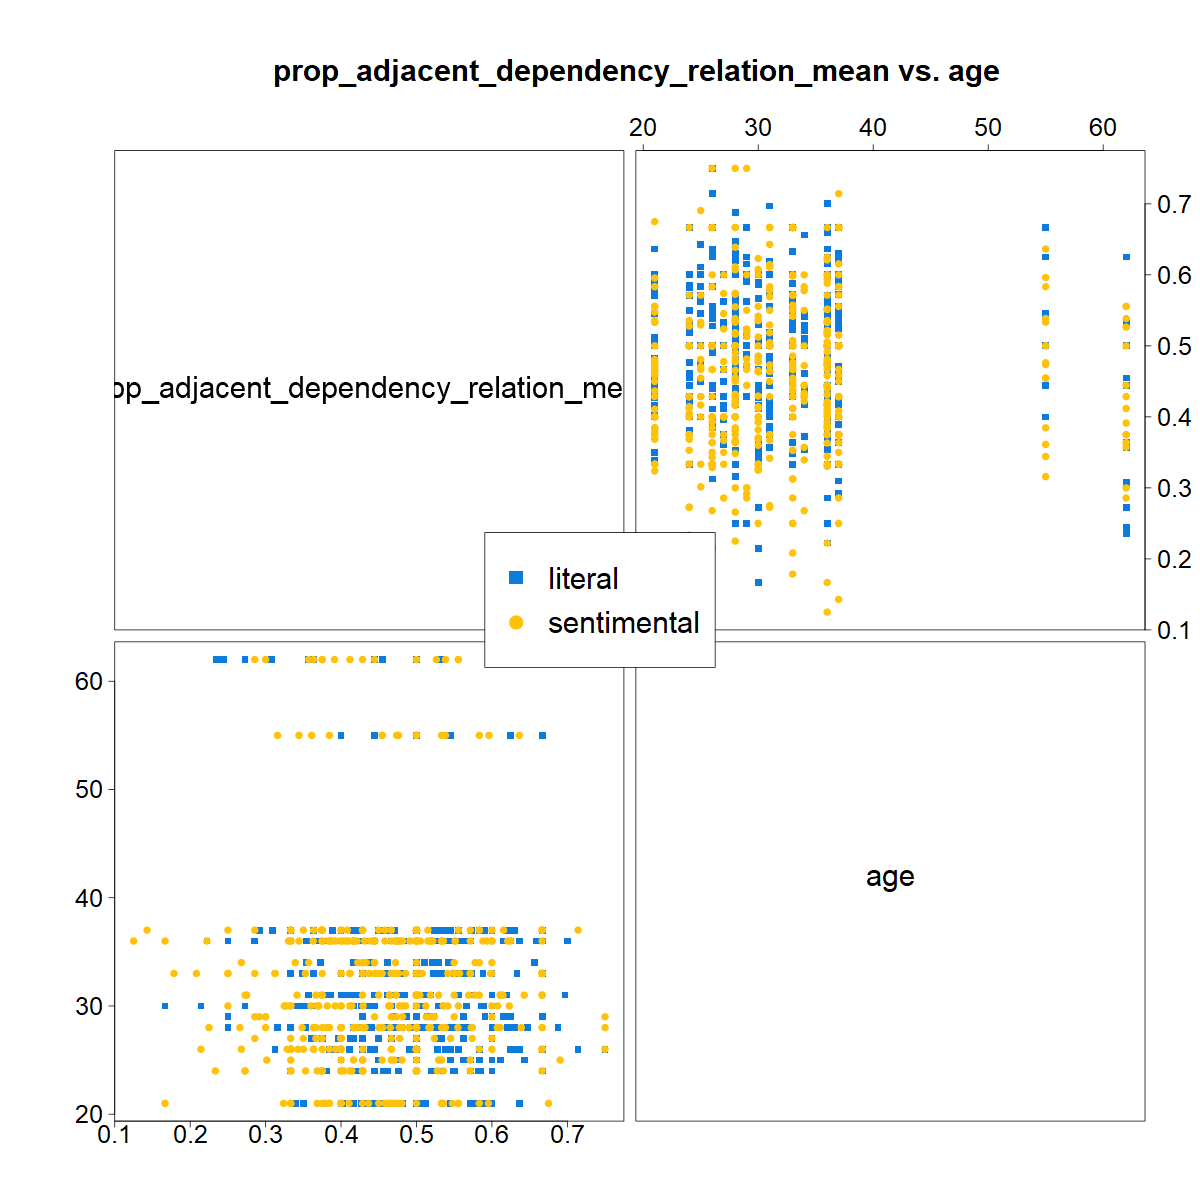 prop_adjacent_dependency_relation_mean vs. age
20 30 40 50 60
0.7
0.6
0.5
0.4
0.3
0.2
0.1
op_adjacent_dependency_relation_me
literal
sentimental
60
50
40
30
20
age
0.1 0.2 0.3 0.4 0.5 0.6 0.7